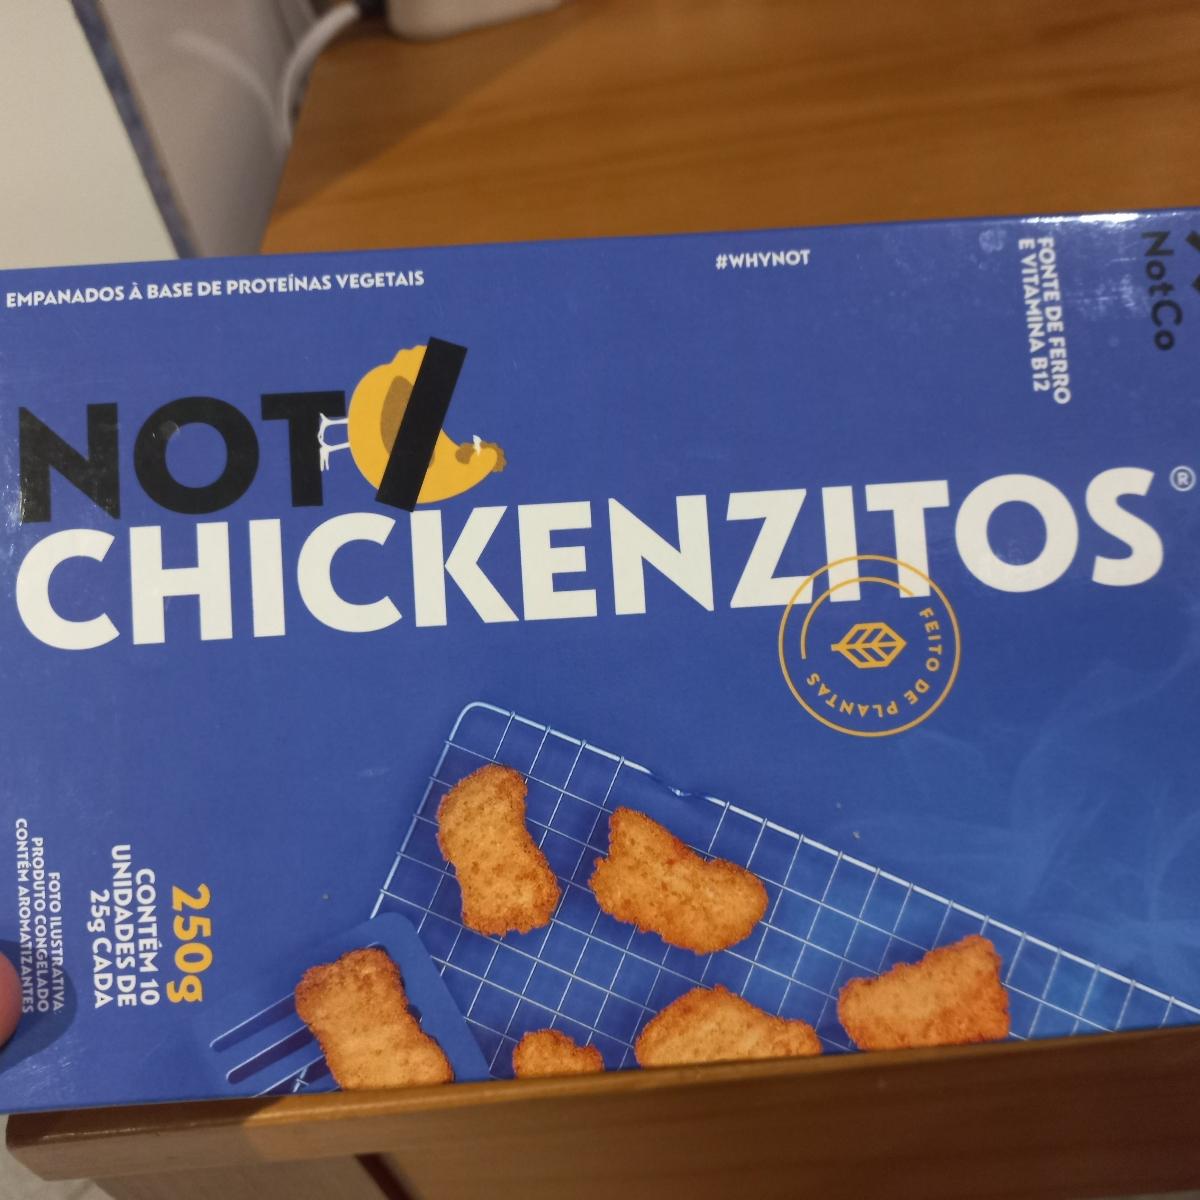 EMPANADOS À BASE DE PROTEÍNAS VEGETAIS
#WHYNOT
FONTE DE FERRO
E VITAMINA B12
NotCo
NOT
CHICKENZITOS®
FEITO DE PLANTAS
250g
CONTÉM 10
UNIDADES DE
25g CADA
FOTO ILUSTRATIVA.
PRODUTO CONGELADO
CONTÉM AROMATIZANTES